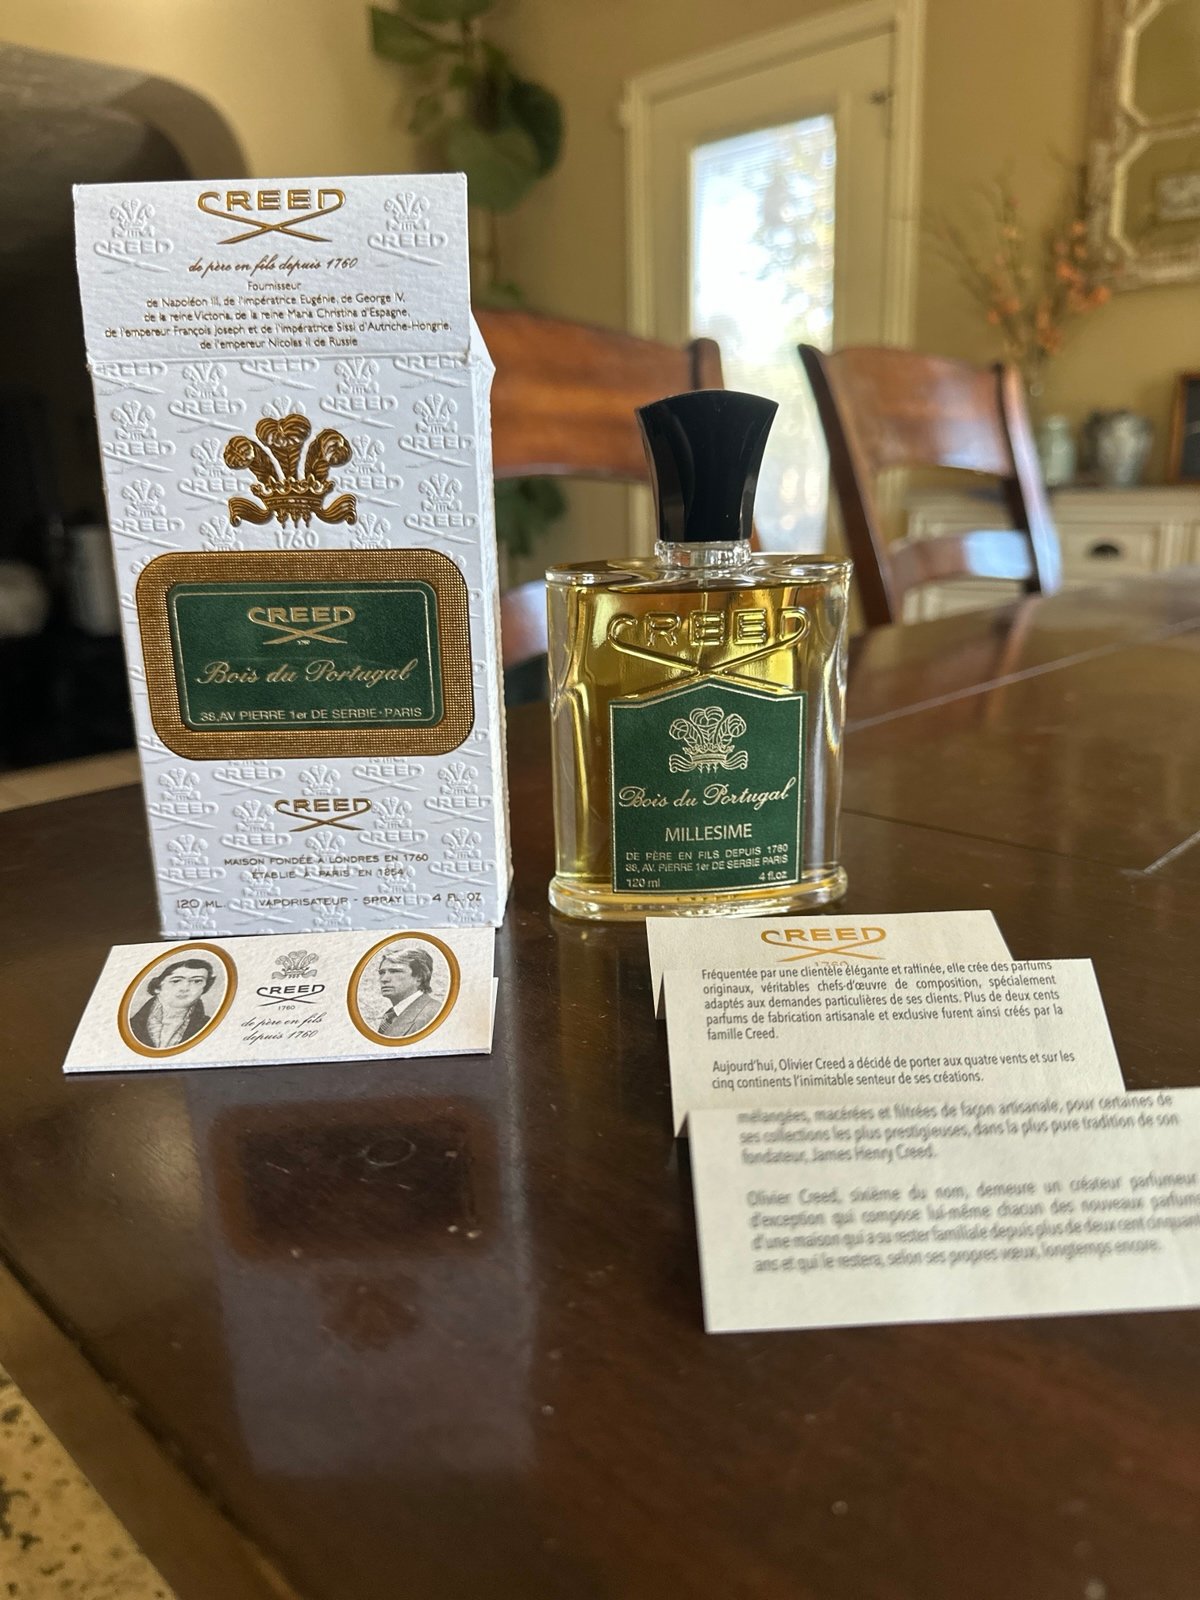 CREED
de père en fils depuis 1760
Fournisseur
de Napoléon III, de l'impératrice Eugénie, de George IV,
de la reine Victoria, de la reine Maria Christina d'Espagne,
de l'empereur François Joseph et de l'impératrice Sissi d'Autriche-Hongrie,
de l'empereur Nicolas II de Russie
1760
CREED
1760
Bois du Portugal
38, AV PIERRE 1er DE SERBIE · PARIS
CREED
MAISON FONDÉE A LONDRES EN 1760
ÉTABLIE A PARIS EN 1854
120 ML. VAPORISATEUR - SPRAY 4 FL. OZ
CREED
Bois du Portugal
MILLESIME
DE PÈRE EN FILS DEPUIS 1760
38, AV. PIERRE 1er DE SERBIE PARIS
120 ml 4 fl.oz
CREED
1760
de père en fils
depuis 1760
CREED
1760
Fréquentée par une clientèle élégante et raffinée, elle crée des parfums
originaux, véritables chefs-d'œuvre de composition, spécialement
adaptés aux demandes particulières de ses clients. Plus de deux cents
parfums de fabrication artisanale et exclusive furent ainsi créés par la
famille Creed.
Aujourd'hui, Olivier Creed a décidé de porter aux quatre vents et sur les
cinq continents l'inimitable senteur de ses créations.
mélangées, macérées et filtrées de façon artisanale, pour certaines de
ses collections les plus prestigieuses, dans la plus pure tradition de son
fondateur, James Henry Creed.
Olivier Creed, sixième du nom, demeure un créateur parfumeur
d'exception qui compose lui-même chacun des nouveaux parfums
d'une maison qui a su rester familiale depuis plus de deux cent cinquante
ans et qui le restera, selon ses propres vœux, longtemps encore.